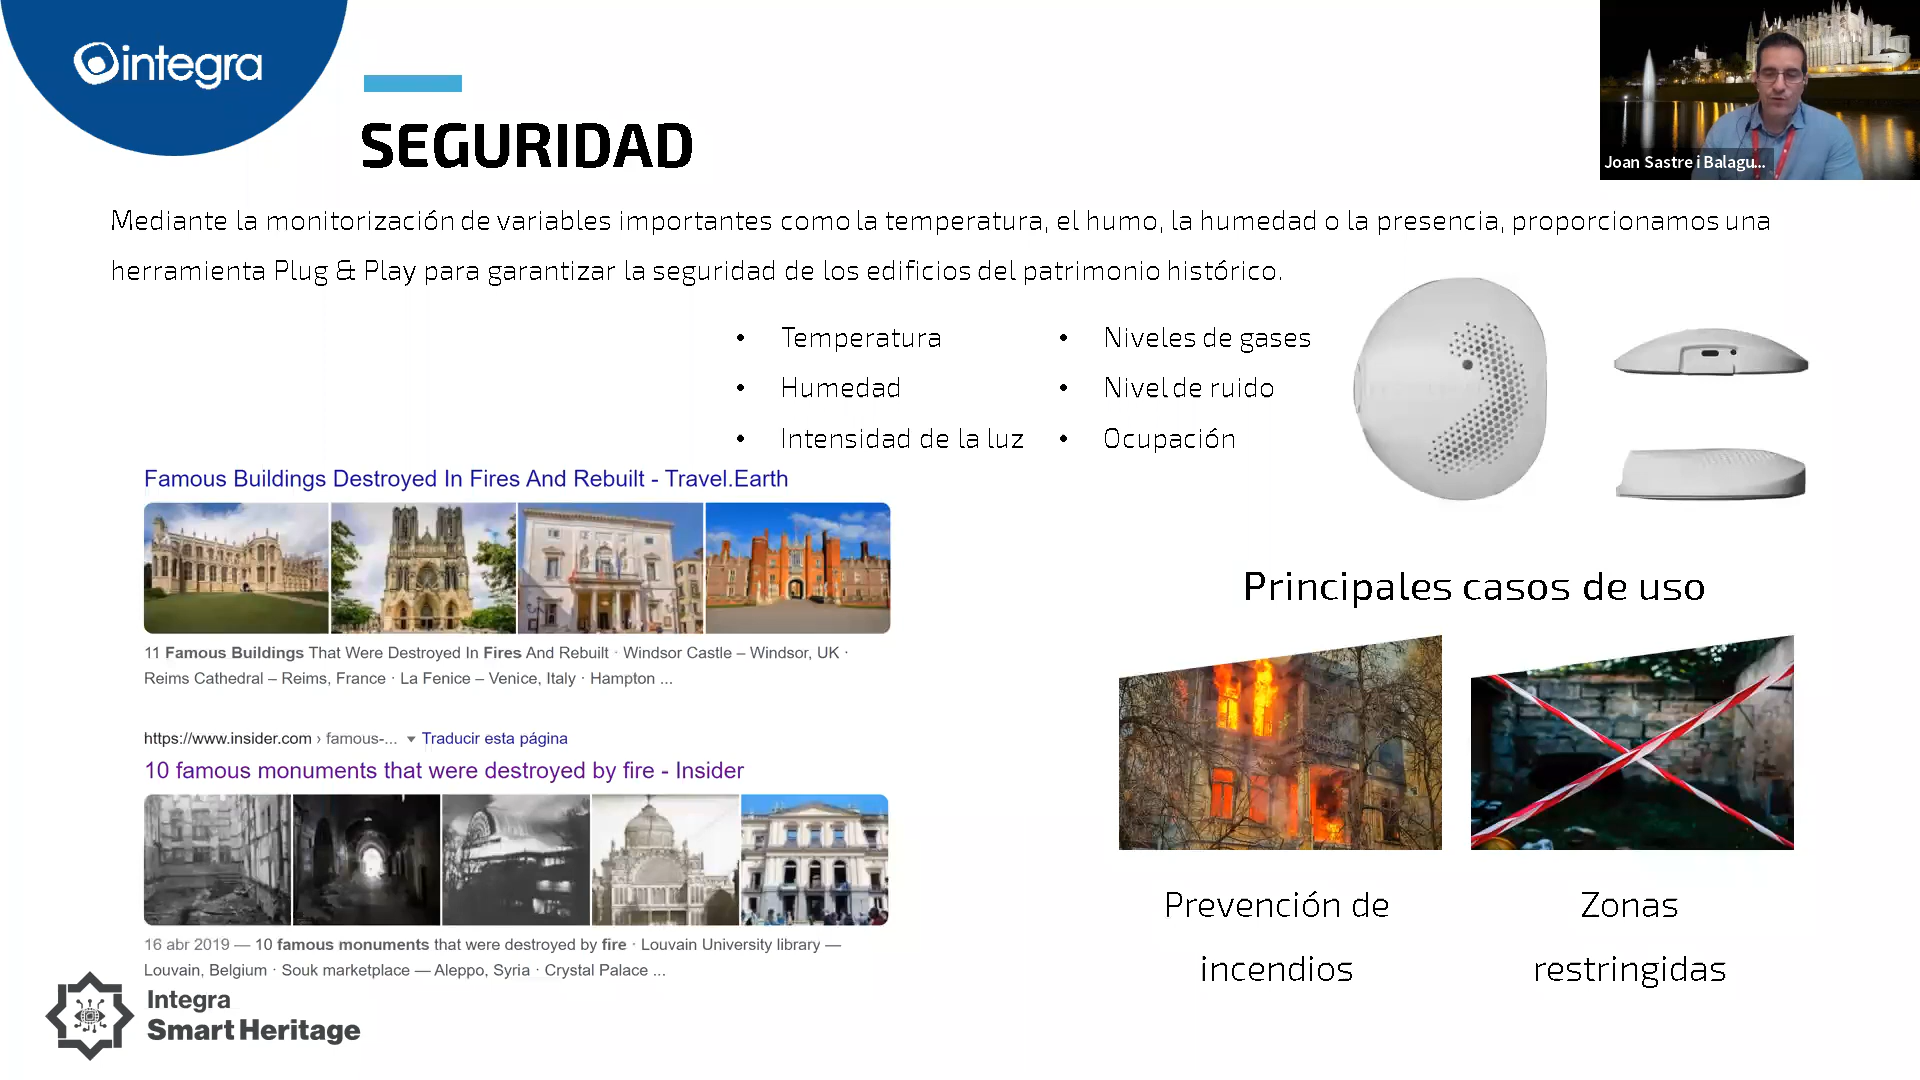 integra
SEGURIDAD
Joan Sastre i Balagu...
Mediante la monitorización de variables importantes como la temperatura, el humo, la humedad o la presencia, proporcionamos una
herramienta Plug & Play para garantizar la seguridad de los edificios del patrimonio histórico.
• Temperatura
• Humedad
• Intensidad de la luz
• Niveles de gases
• Nivel de ruido
• Ocupación
Famous Buildings Destroyed In Fires And Rebuilt - Travel.Earth
11 Famous Buildings That Were Destroyed In Fires And Rebuilt · Windsor Castle – Windsor, UK ·
Reims Cathedral – Reims, France · La Fenice – Venice, Italy · Hampton ...
https://www.insider.com › famous-... ▾ Traducir esta página
10 famous monuments that were destroyed by fire - Insider
16 abr 2019 — 10 famous monuments that were destroyed by fire · Louvain University library —
Louvain, Belgium · Souk marketplace — Aleppo, Syria · Crystal Palace ...
Principales casos de uso
Prevención de
incendios
Zonas
restringidas
Integra
Smart Heritage